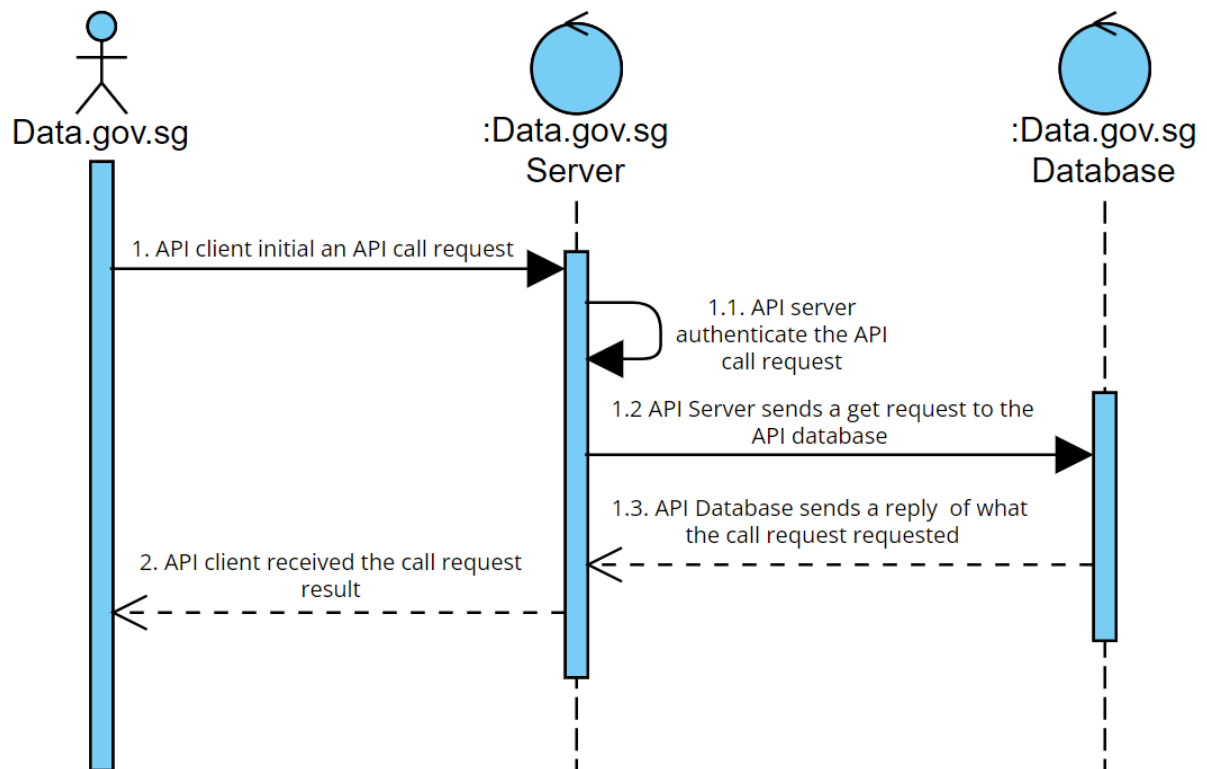 Data.gov.sg
:Data.gov.sg
Server
:Data.gov.sg
Database
1. API client initial an API call request
1.1. API server
authenticate the API
call request
1.2 API Server sends a get request to the
API database
1.3. API Database sends a reply  of what
the call request requested
2. API client received the call request
result